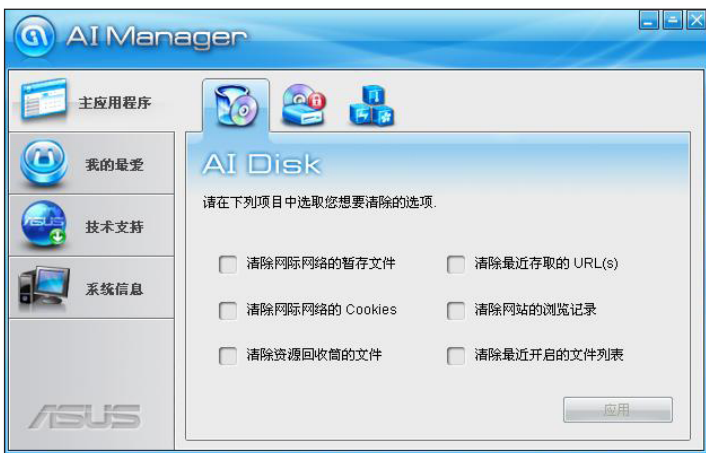 AI Manager
主应用程序
我的最爱
技术支持
系统信息
ASUS
ASUS
AI Disk
请在下列项目中选取您想要清除的选项.
清除网际网络的暂存文件
清除最近存取的 URL(s)
清除网际网络的 Cookies
清除网站的浏览记录
清除资源回收筒的文件
清除最近开启的文件列表
应用